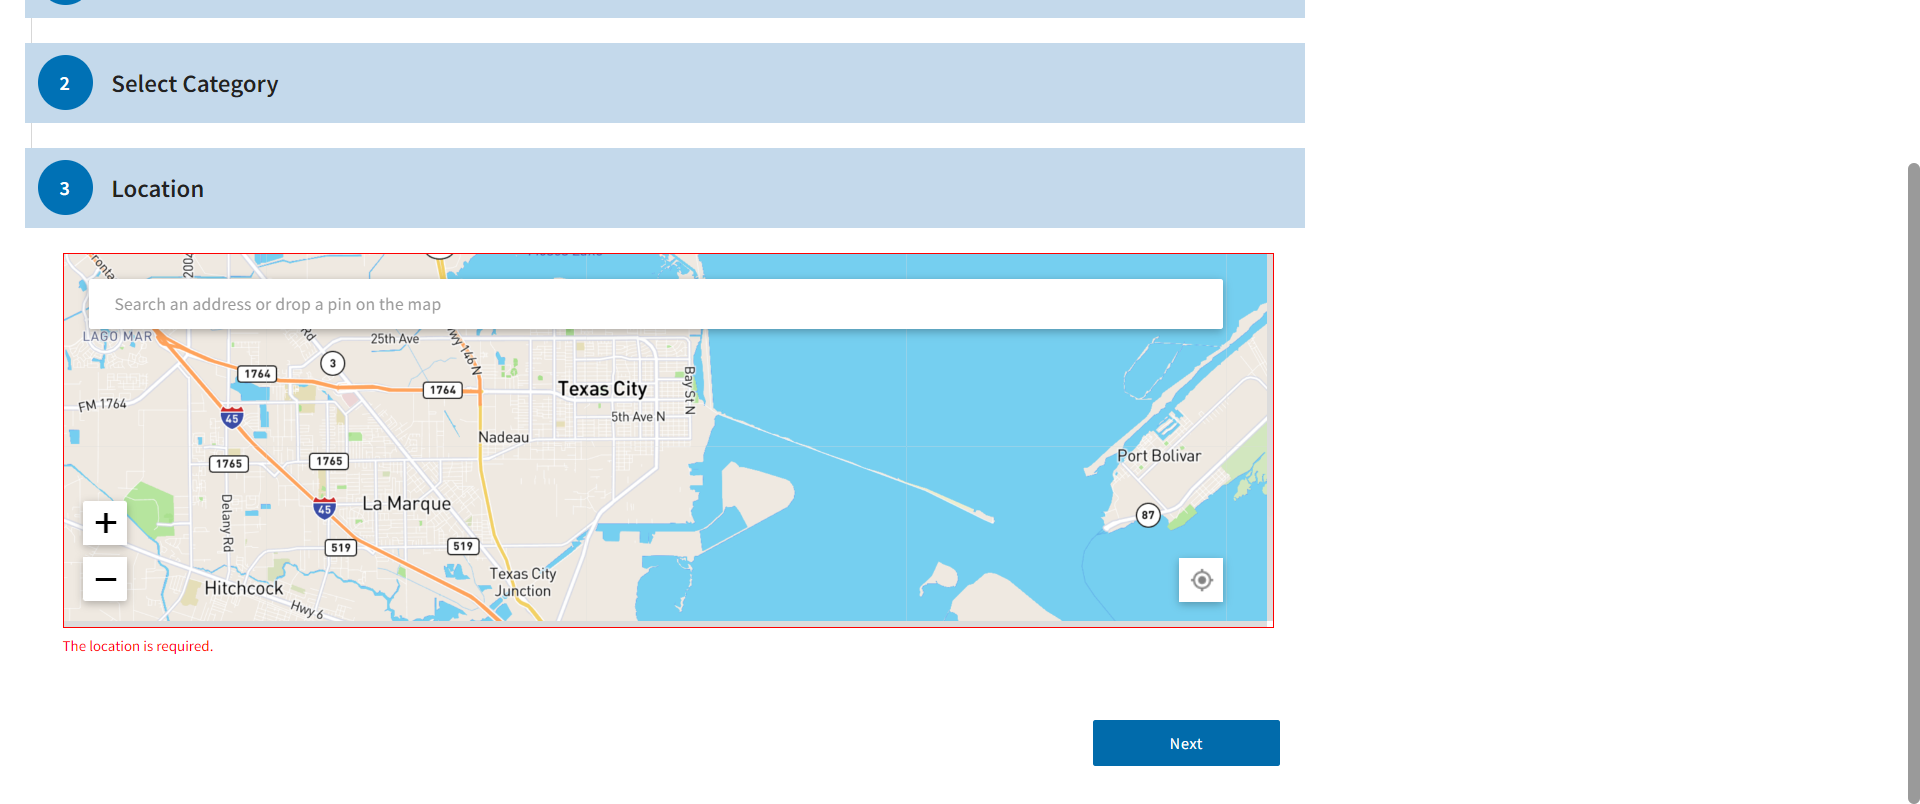 2
Select Category
3
Location
2004
Search an address or drop a pin on the map
LAGO MAR
Rd
25th Ave
3
1764
1764
Texas City
Bay St N
FM 1764
45
5th Ave N
Nadeau
1765
1765
Port Bolivar
45
La Marque
Delany Rd
87
+
519
519
−
Texas City
Junction
Hitchcock
Hwy 6
The location is required.
Next